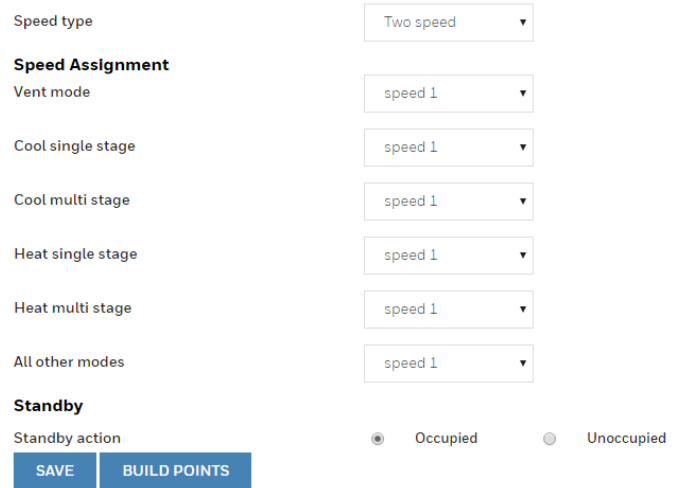 Speed type Two speed
Speed Assignment
Vent mode speed 1
Cool single stage speed 1
Cool multi stage speed 1
Heat single stage speed 1
Heat multi stage speed 1
All other modes speed 1
Standby
Standby action Occupied Unoccupied
SAVE BUILD POINTS